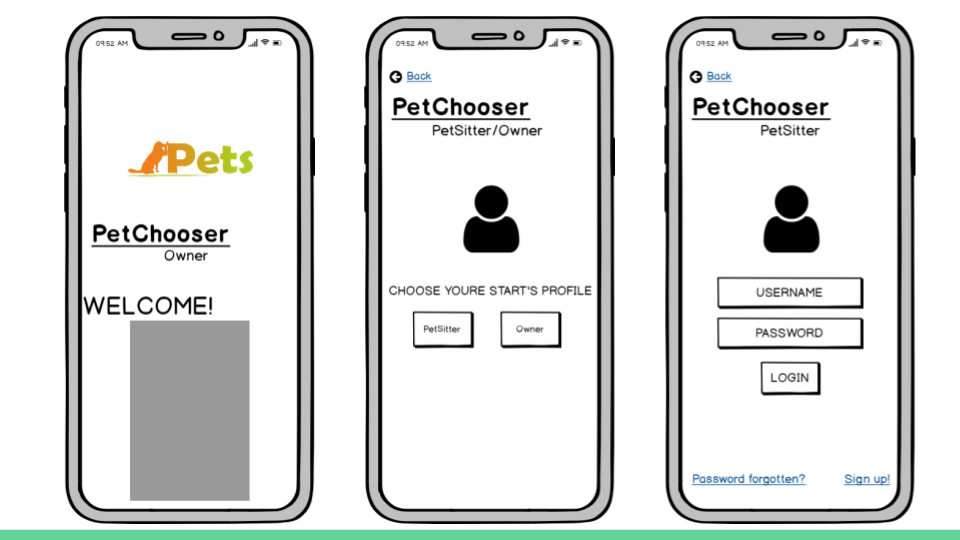 09:52 AM
Pets
PetChooser
Owner
WELCOME!
09:52 AM
Back
PetChooser
PetSitter/Owner
CHOOSE YOURE START'S PROFILE
PetSitter
Owner
09:52 AM
Back
PetChooser
PetSitter
USERNAME
PASSWORD
LOGIN
Password forgotten?
Sign up!